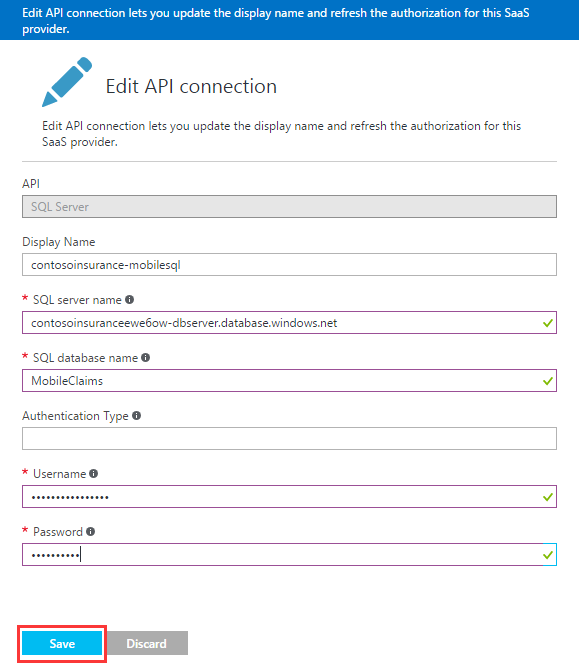 Edit API connection lets you update the display name and refresh the authorization for this SaaS
provider.
Edit API connection
Edit API connection lets you update the display name and refresh the authorization for this
SaaS provider.
API
SQL Server
Display Name
contosoinsurance-mobilesql
* SQL server name
contosoinsuranceewe6ow-dbserver.database.windows.net
* SQL database name
MobileClaims
Authentication Type
* Username
••••••••••••••••
* Password
••••••••••
Save Discard